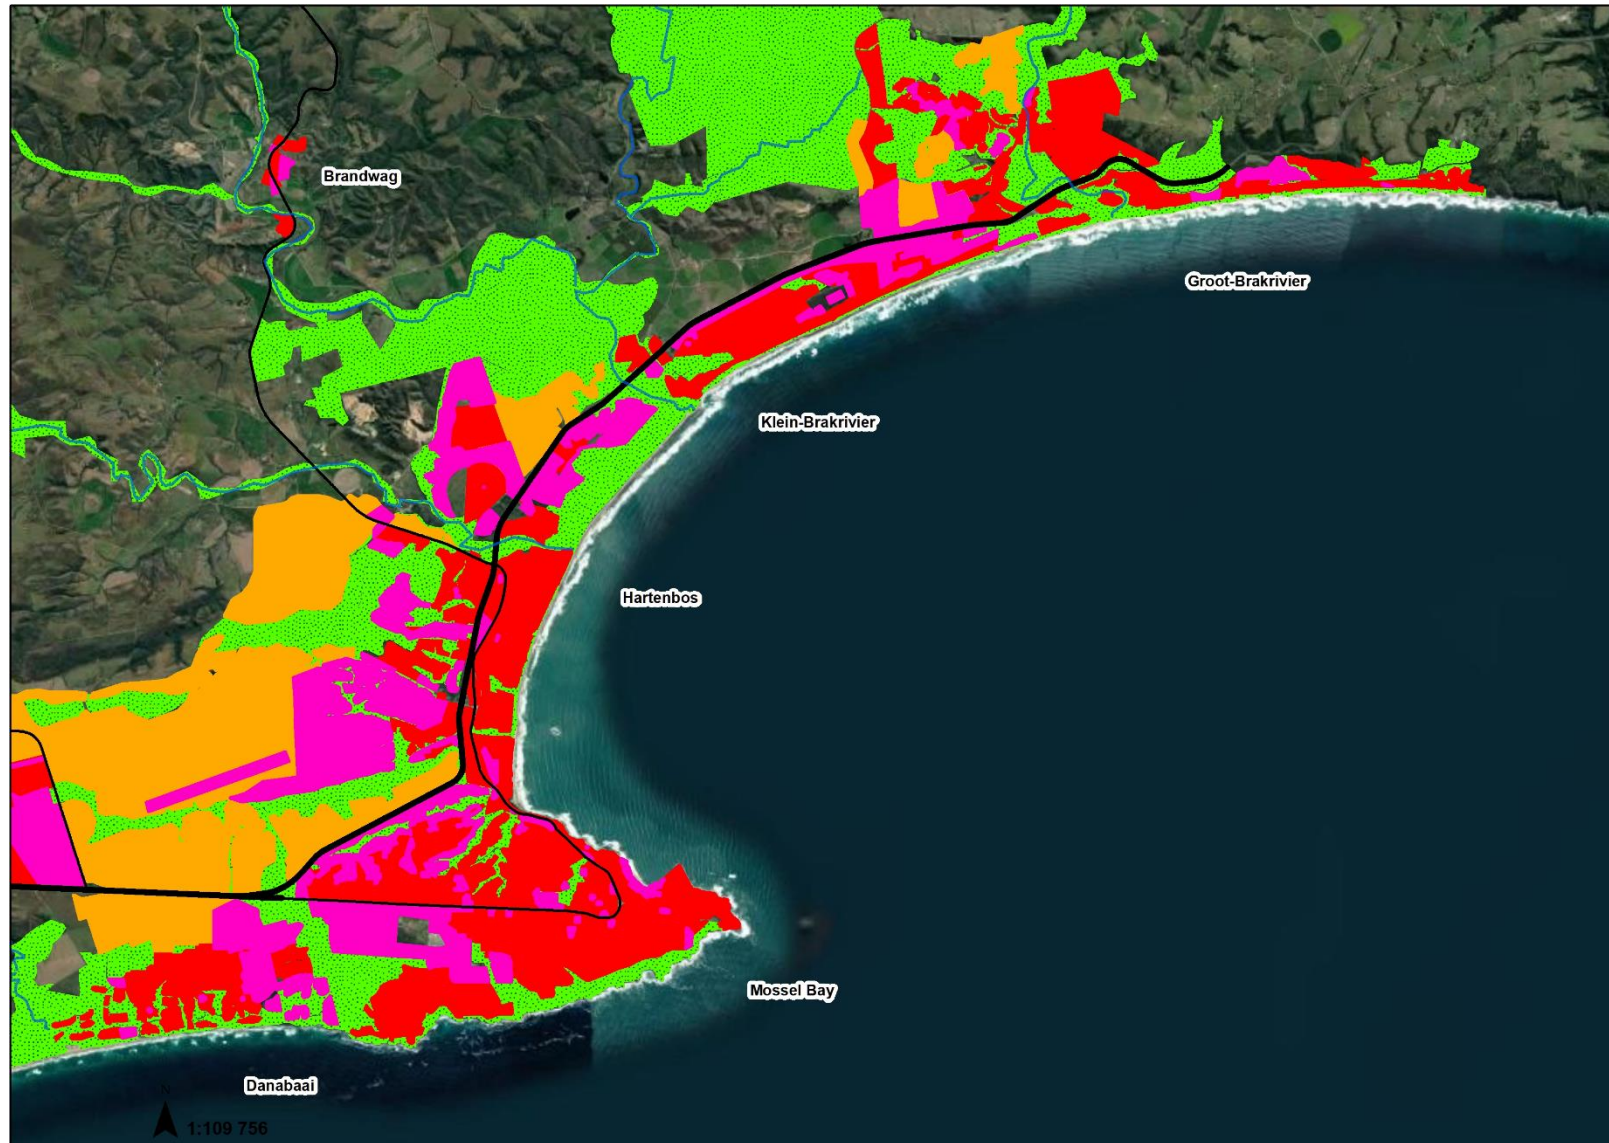 Brandwag
Groot-Brakrivier
Klein-Brakrivier
Hartenbos
Mossel Bay
Danabaai
N
1:109 756